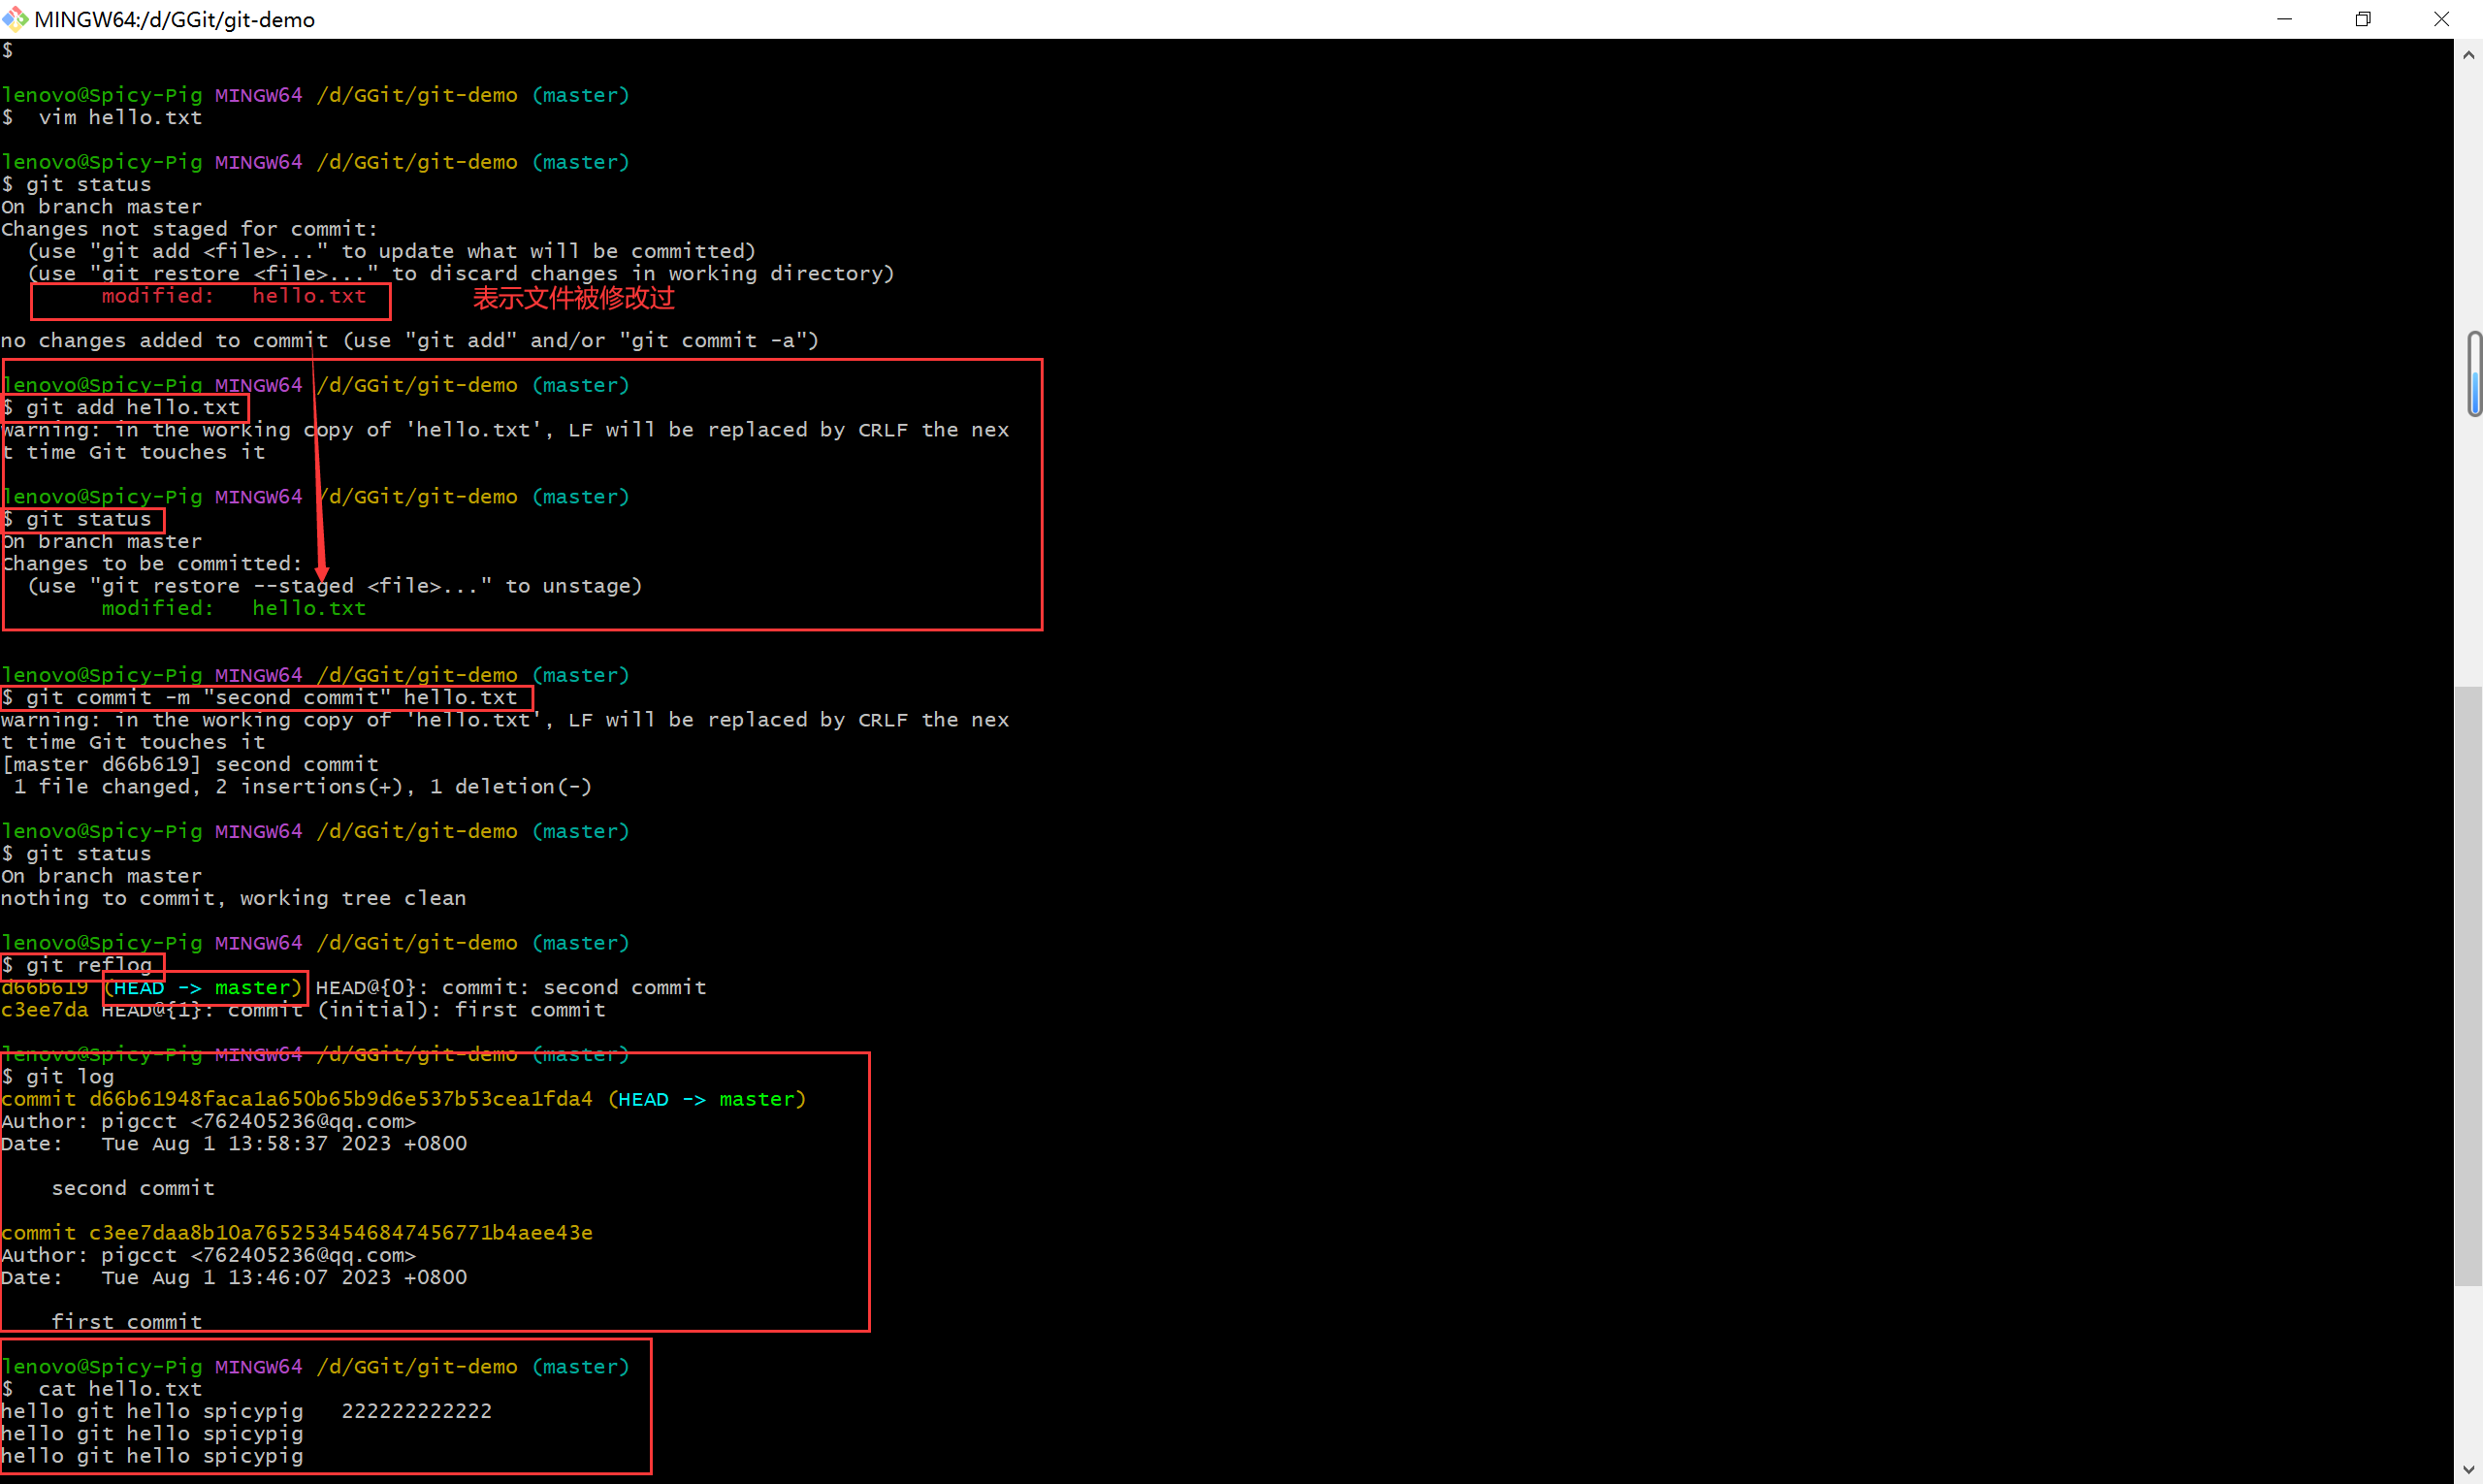 MINGW64:/d/GGit/git-demo
$
lenovo@Spicy-Pig MINGW64 /d/GGit/git-demo (master)
$  vim hello.txt
lenovo@Spicy-Pig MINGW64 /d/GGit/git-demo (master)
$ git status
On branch master
Changes not staged for commit:
  (use "git add <file>..." to update what will be committed)
  (use "git restore <file>..." to discard changes in working directory)
        modified:   hello.txt
表示文件被修改过
no changes added to commit (use "git add" and/or "git commit -a")
lenovo@Spicy-Pig MINGW64 /d/GGit/git-demo (master)
$ git add hello.txt
warning: in the working copy of 'hello.txt', LF will be replaced by CRLF the nex
t time Git touches it
lenovo@Spicy-Pig MINGW64 /d/GGit/git-demo (master)
$ git status
On branch master
Changes to be committed:
  (use "git restore --staged <file>..." to unstage)
        modified:   hello.txt
lenovo@Spicy-Pig MINGW64 /d/GGit/git-demo (master)
$ git commit -m "second commit" hello.txt
warning: in the working copy of 'hello.txt', LF will be replaced by CRLF the nex
t time Git touches it
[master d66b619] second commit
 1 file changed, 2 insertions(+), 1 deletion(-)
lenovo@Spicy-Pig MINGW64 /d/GGit/git-demo (master)
$ git status
On branch master
nothing to commit, working tree clean
lenovo@Spicy-Pig MINGW64 /d/GGit/git-demo (master)
$ git reflog
d66b619 (HEAD -> master) HEAD@{0}: commit: second commit
c3ee7da HEAD@{1}: commit (initial): first commit
lenovo@Spicy-Pig MINGW64 /d/GGit/git-demo (master)
$ git log
commit d66b61948faca1a650b65b9d6e537b53cea1fda4 (HEAD -> master)
Author: pigcct <762405236@qq.com>
Date:   Tue Aug 1 13:58:37 2023 +0800
    second commit
commit c3ee7daa8b10a7652534546847456771b4aee43e
Author: pigcct <762405236@qq.com>
Date:   Tue Aug 1 13:46:07 2023 +0800
    first commit
lenovo@Spicy-Pig MINGW64 /d/GGit/git-demo (master)
$  cat hello.txt
hello git hello spicypig   222222222222
hello git hello spicypig
hello git hello spicypig